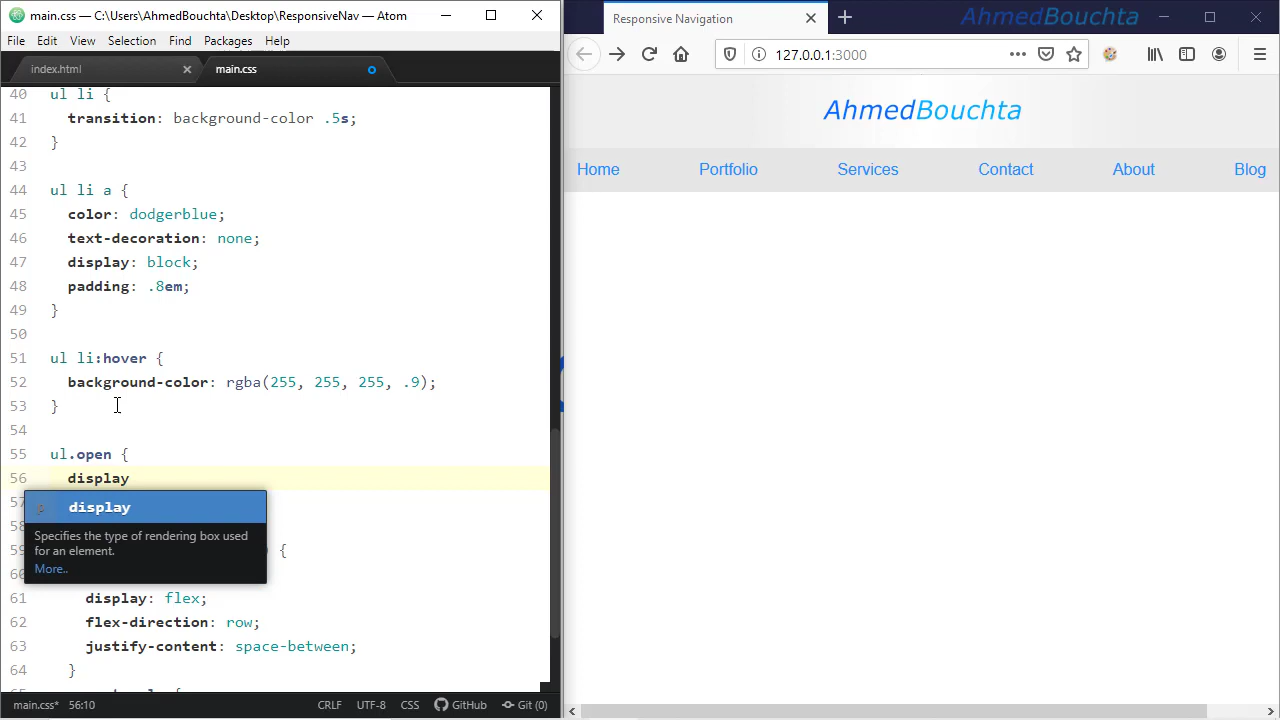 main.css — C:\Users\AhmedBouchta\Desktop\ResponsiveNav — Atom
File Edit View Selection Find Packages Help
index.html
main.css
40 ul li {
41 transition: background-color .5s;
42 }
43
44 ul li a {
45 color: dodgerblue;
46 text-decoration: none;
47 display: block;
48 padding: .8em;
49 }
50
51 ul li:hover {
52 background-color: rgba(255, 255, 255, .9);
53 }
54
55 ul.open {
56 display
display
Specifies the type of rendering box used
for an element.
More..
{
61 display: flex;
62 flex-direction: row;
63 justify-content: space-between;
64 }
main.css* 56:10 CRLF UTF-8 CSS GitHub Git (0)
Responsive Navigation
AhmedBouchta
127.0.0.1:3000
AhmedBouchta
Home Portfolio Services Contact About Blog